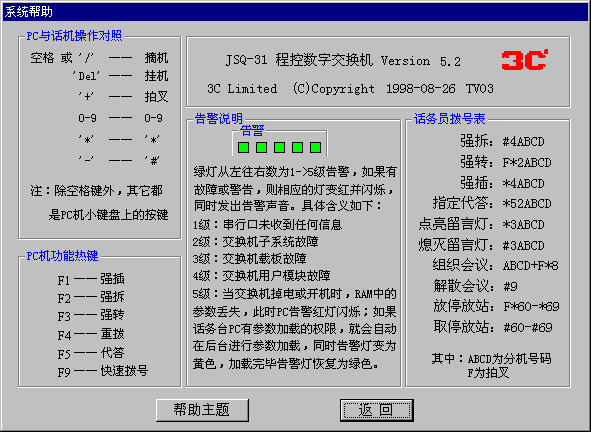 系统帮助
PC与话机操作对照
空格 或 '/' —— 摘机
'Del' —— 挂机
'+' —— 拍叉
0-9 —— 0-9
'*' —— '*'
'-' —— '#'
注：除空格键外，其它都
是PC机小键盘上的按键
PC机功能热键
F1 —— 强插
F2 —— 强拆
F3 —— 强转
F4 —— 重拨
F5 —— 代答
F9 —— 快速拨号
JSQ-31 程控数字交换机 Version 5.2
3C Limited (C)Copyright 1998-08-26 TV03
3C
告警说明
告警
绿灯从左往右数为1->5级告警，如果有
故障或警告，则相应的灯变红并闪烁，
同时发出告警声音。具体含义如下：
1级：串行口未收到任何信息
2级：交换机子系统故障
3级：交换机载板故障
4级：交换机用户模块故障
5级：当交换机掉电或开机时，RAM中的
参数丢失，此时PC告警红灯闪烁；如果
话务台PC有参数加载的权限，就会自动
在后台进行参数加载，同时告警灯变为
黄色，加载完毕告警灯恢复为绿色。
话务员拨号表
强拆：#4ABCD
强转：F*2ABCD
强插：*4ABCD
指定代答：*52ABCD
点亮留言灯：*3ABCD
熄灭留言灯：#3ABCD
组织会议：ABCD+F*8
解散会议：#9
放停放站：F*60-*69
取停放站：#60-#69
其中：ABCD为分机号码
F为拍叉
帮助主题
返 回